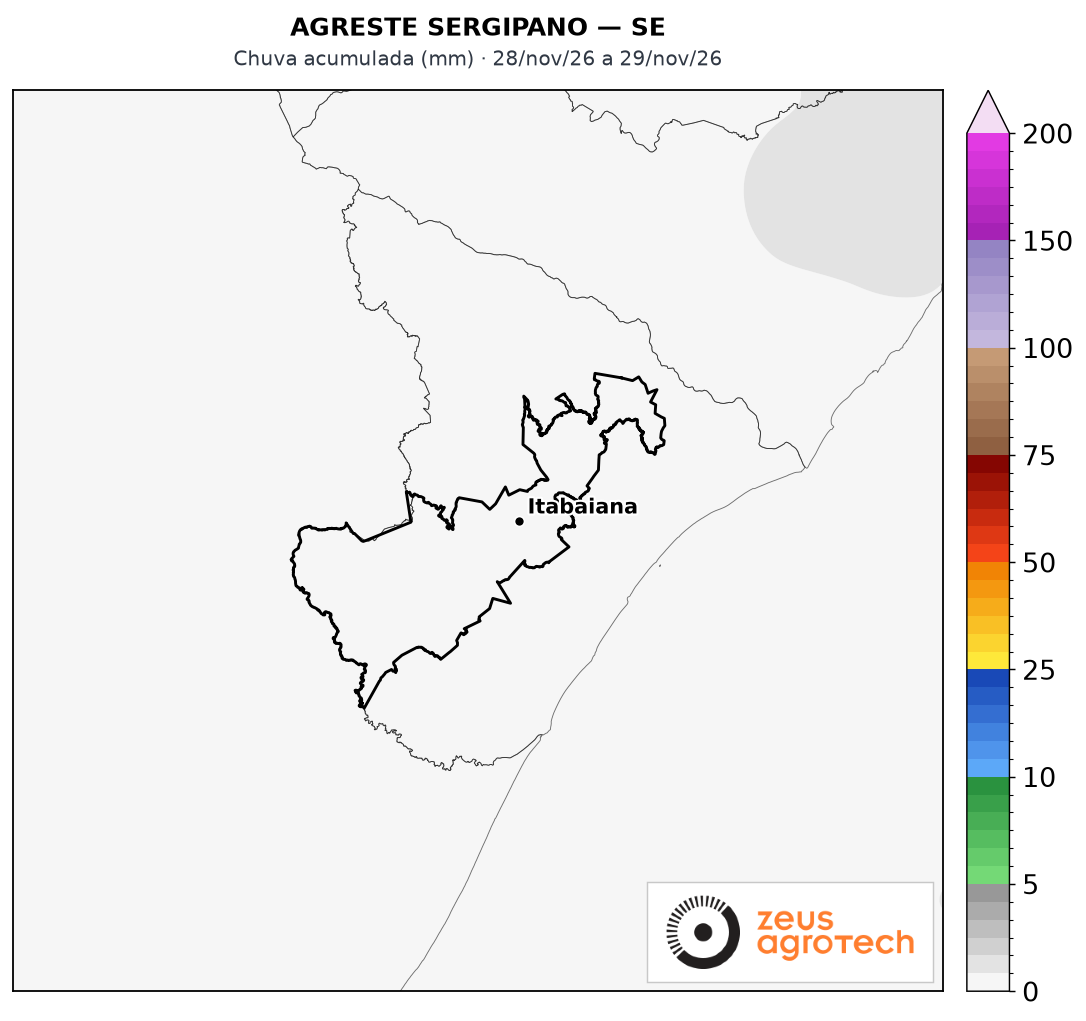 AGRESTE SERGIPANO — SE
Chuva acumulada (mm) · 28/nov/26 a 29/nov/26
200
150
100
75
50
25
10
5
0
Itabaiana
zeus
agrotech